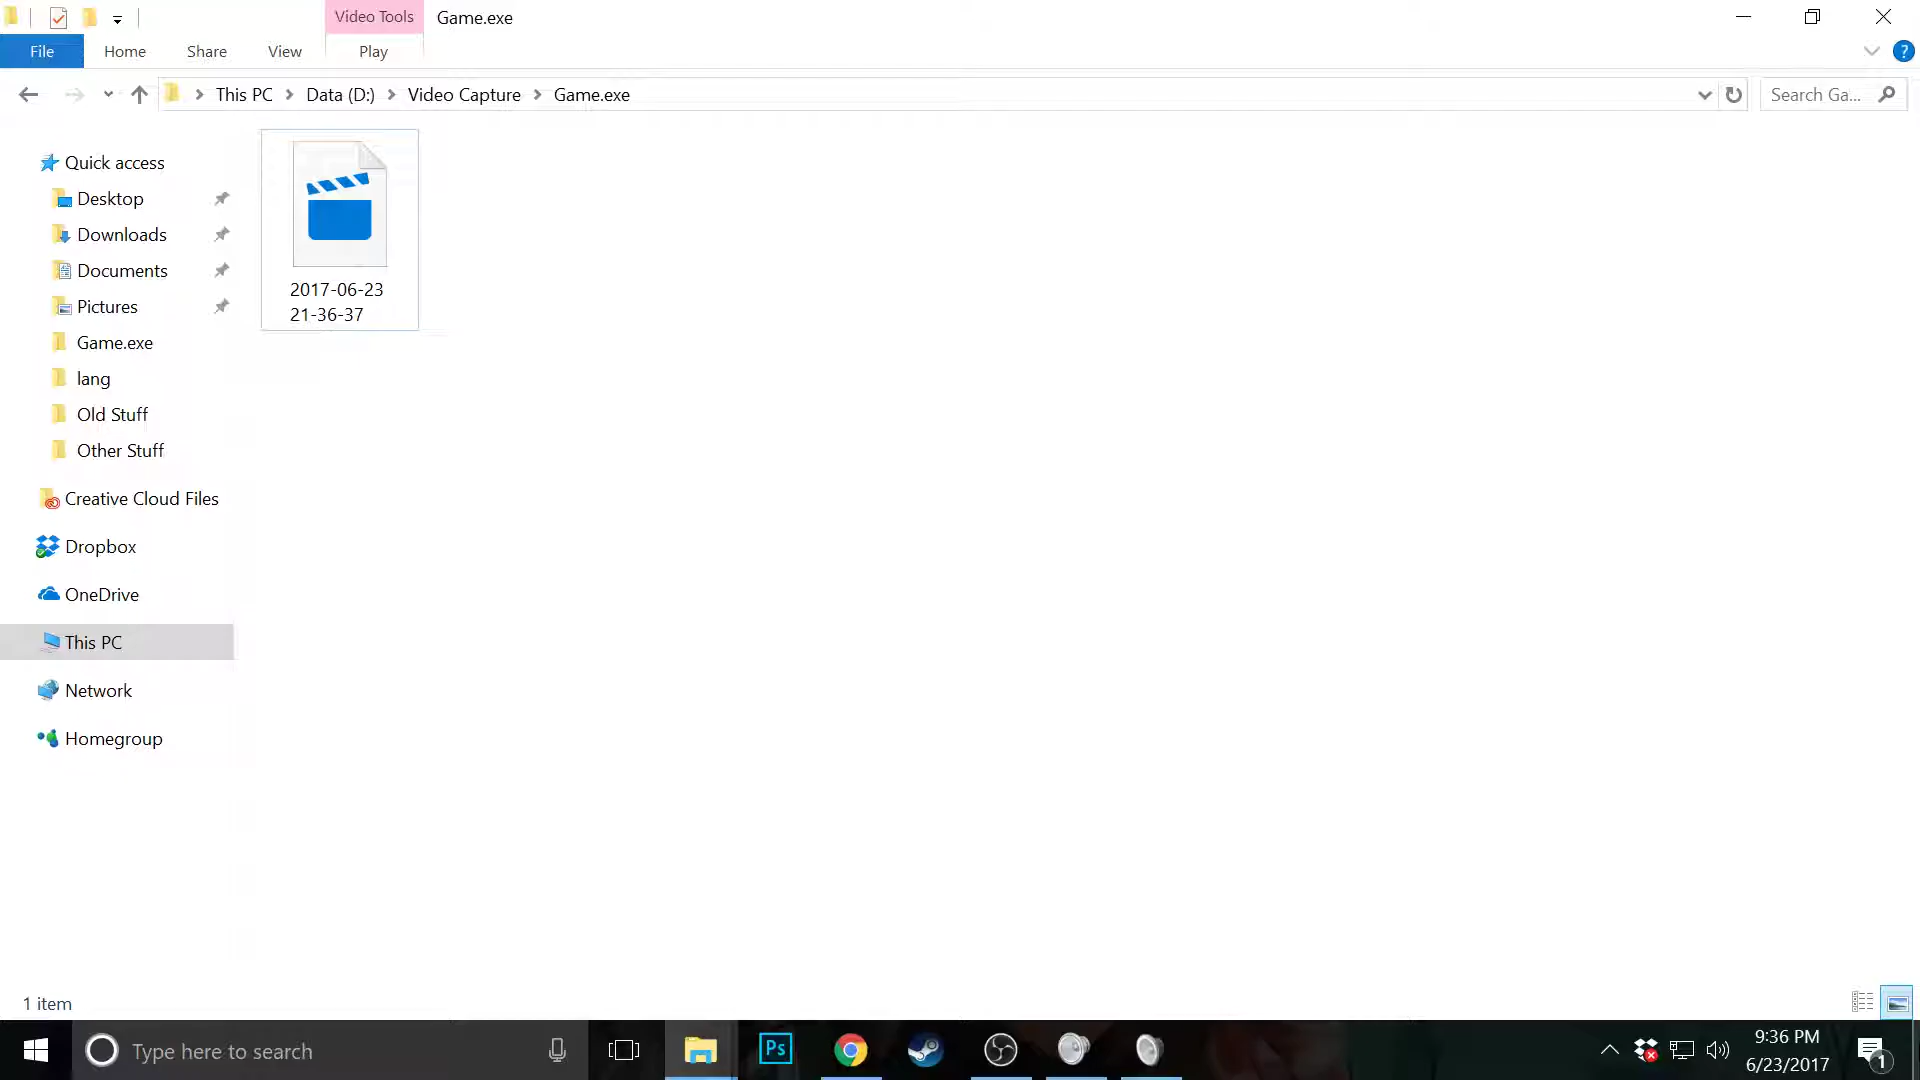 Video Tools
Game.exe
File
Home
Share
View
Play
?
This PC
Data (D:)
Video Capture
Game.exe
Search Ga...
Quick access
Desktop
Downloads
Documents
Pictures
Game.exe
lang
Old Stuff
Other Stuff
Creative Cloud Files
Dropbox
OneDrive
This PC
Network
Homegroup
2017-06-23
21-36-37
1 item
Type here to search
Ps
9:36 PM
6/23/2017
1